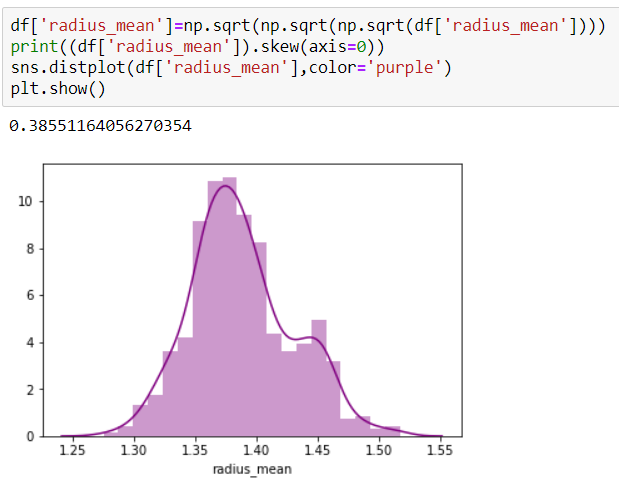 df['radius_mean']=np.sqrt(np.sqrt(np.sqrt(df['radius_mean'])))
print((df['radius_mean']).skew(axis=0))
sns.distplot(df['radius_mean'],color='purple')
plt.show()
0.38551164056270354
10
8
6
4
2
0
1.25 1.30 1.35 1.40 1.45 1.50 1.55
radius_mean